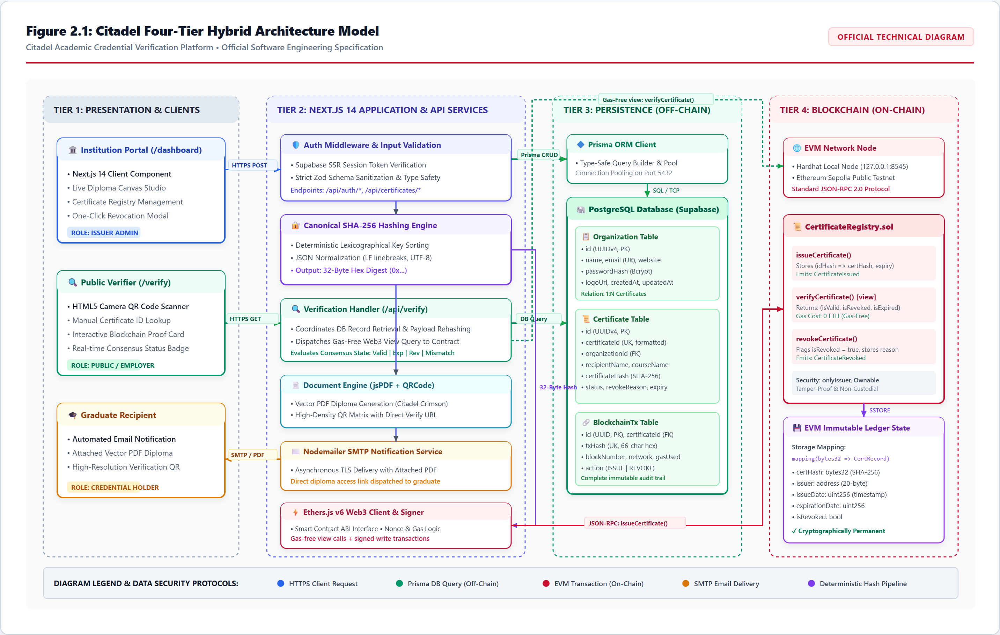 Figure 2.1: Citadel Four-Tier Hybrid Architecture Model
Citadel Academic Credential Verification Platform • Official Software Engineering Specification
OFFICIAL TECHNICAL DIAGRAM
TIER 1: PRESENTATION & CLIENTS
Institution Portal (/dashboard)
• Next.js 14 Client Component
• Live Diploma Canvas Studio
• Certificate Registry Management
• One-Click Revocation Modal
ROLE: ISSUER ADMIN
Public Verifier (/verify)
• HTML5 Camera QR Code Scanner
• Manual Certificate ID Lookup
• Interactive Blockchain Proof Card
• Real-time Consensus Status Badge
ROLE: PUBLIC / EMPLOYER
Graduate Recipient
• Automated Email Notification
• Attached Vector PDF Diploma
• High-Resolution Verification QR
ROLE: CREDENTIAL HOLDER
HTTPS POST
HTTPS GET
SMTP / PDF
TIER 2: NEXT.JS 14 APPLICATION & API SERVICES
Auth Middleware & Input Validation
• Supabase SSR Session Token Verification
• Strict Zod Schema Sanitization & Type Safety
Endpoints: /api/auth/*, /api/certificates/*
Canonical SHA-256 Hashing Engine
• Deterministic Lexicographical Key Sorting
• JSON Normalization (LF linebreaks, UTF-8)
• Output: 32-Byte Hex Digest (0x...)
Verification Handler (/api/verify)
• Coordinates DB Record Retrieval & Payload Rehashing
• Dispatches Gas-Free Web3 View Query to Contract
Evaluates Consensus State: Valid | Exp | Rev | Mismatch
Document Engine (jsPDF + QRCode)
• Vector PDF Diploma Generation (Citadel Crimson)
• High-Density QR Matrix with Direct Verify URL
Nodemailer SMTP Notification Service
• Asynchronous TLS Delivery with Attached PDF
Direct diploma access link dispatched to graduate
Ethers.js v6 Web3 Client & Signer
• Smart Contract ABI Interface • Nonce & Gas Logic
Gas-free view calls + signed write transactions
Prisma CRUD
DB Query
32-Byte Hash
Gas-Free view: verifyCertificate()
JSON-RPC: issueCertificate()
TIER 3: PERSISTENCE (OFF-CHAIN)
Prisma ORM Client
• Type-Safe Query Builder & Pool
Connection Pooling on Port 5432
SQL / TCP
PostgreSQL Database (Supabase)
Organization Table
• id (UUIDv4, PK)
• name, email (UK), website
• passwordHash (Bcrypt)
• logoUrl, createdAt, updatedAt
Relation: 1:N Certificates
Certificate Table
• id (UUIDv4, PK)
• certificateId (UK, formatted)
• organizationId (FK)
• recipientName, courseName
• certificateHash (SHA-256)
• status, revokeReason, expiry
BlockchainTx Table
• id (UUID, PK), certificateId (FK)
• txHash (UK, 66-char hex)
• blockNumber, network, gasUsed
• action (ISSUE | REVOKE)
Complete immutable audit trail
TIER 4: BLOCKCHAIN (ON-CHAIN)
EVM Network Node
• Hardhat Local Node (127.0.0.1:8545)
• Ethereum Sepolia Public Testnet
Standard JSON-RPC 2.0 Protocol
CertificateRegistry.sol
issueCertificate()
Stores (idHash => certHash, expiry)
Emits: CertificateIssued
verifyCertificate() [view]
Returns: (isValid, isRevoked, isExpired)
Gas Cost: 0 ETH (Gas-Free)
revokeCertificate()
Flags isRevoked = true, stores reason
Emits: CertificateRevoked
Security: onlyIssuer, Ownable
Tamper-Proof & Non-Custodial
SSTORE
EVM Immutable Ledger State
Storage Mapping:
mapping(bytes32 => CertRecord)
• certHash: bytes32 (SHA-256)
• issuer: address (20-byte)
• issueDate: uint256 (timestamp)
• expirationDate: uint256
• isRevoked: bool
✓ Cryptographically Permanent
DIAGRAM LEGEND & DATA SECURITY PROTOCOLS:
HTTPS Client Request
Prisma DB Query (Off-Chain)
EVM Transaction (On-Chain)
SMTP Email Delivery
Deterministic Hash Pipeline